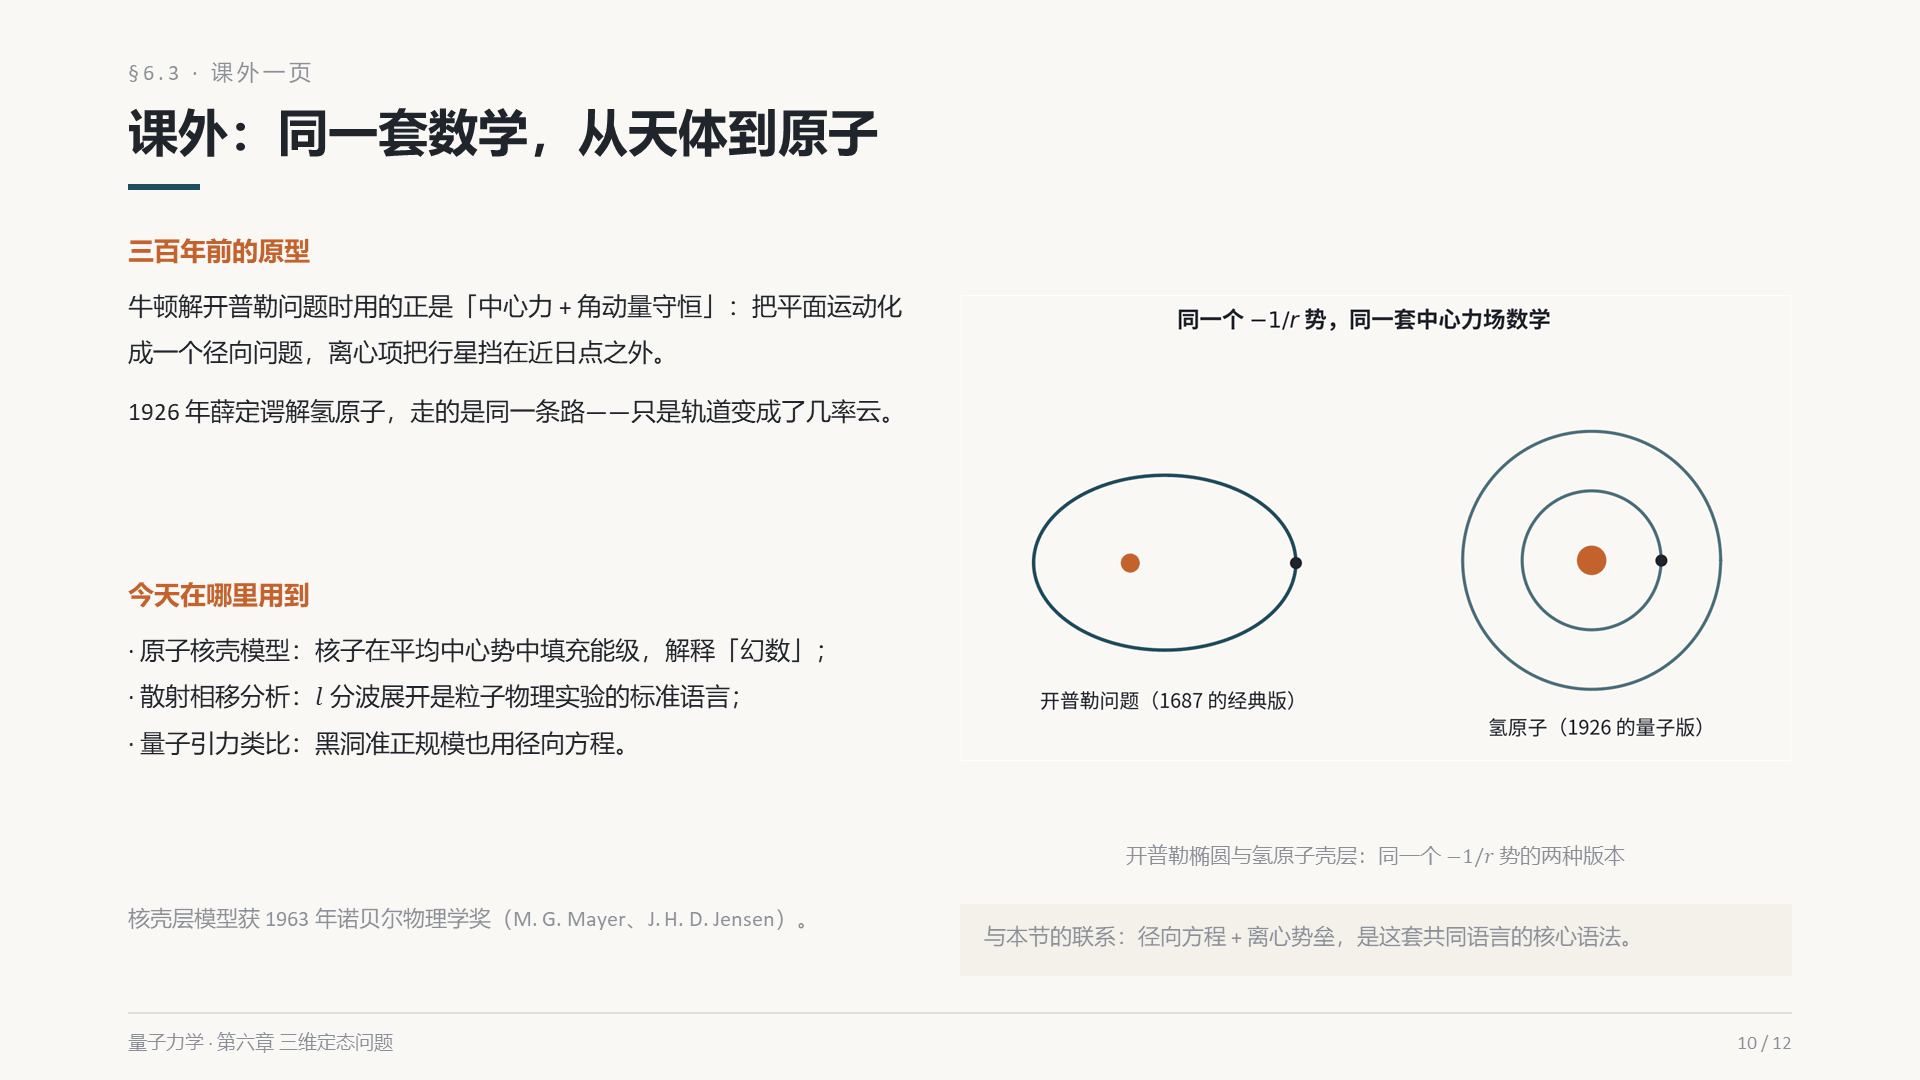 §6.3 · 课外一页
课外：同一套数学，从天体到原子
三百年前的原型
牛顿解开普勒问题时用的正是「中心力 + 角动量守恒」：把平面运动化
成一个径向问题，离心项把行星挡在近日点之外。
1926 年薛定谔解氢原子，走的是同一条路——只是轨道变成了几率云。
今天在哪里用到
· 原子核壳模型：核子在平均中心势中填充能级，解释「幻数」；
· 散射相移分析：l 分波展开是粒子物理实验的标准语言；
· 量子引力类比：黑洞准正规模也用径向方程。
核壳层模型获 1963 年诺贝尔物理学奖（M. G. Mayer、J. H. D. Jensen）。
同一个 −1/r 势，同一套中心力场数学
开普勒问题（1687 的经典版）
氢原子（1926 的量子版）
开普勒椭圆与氢原子壳层：同一个 −1/r 势的两种版本
与本节的联系：径向方程 + 离心势垒，是这套共同语言的核心语法。
量子力学 · 第六章 三维定态问题
10 / 12